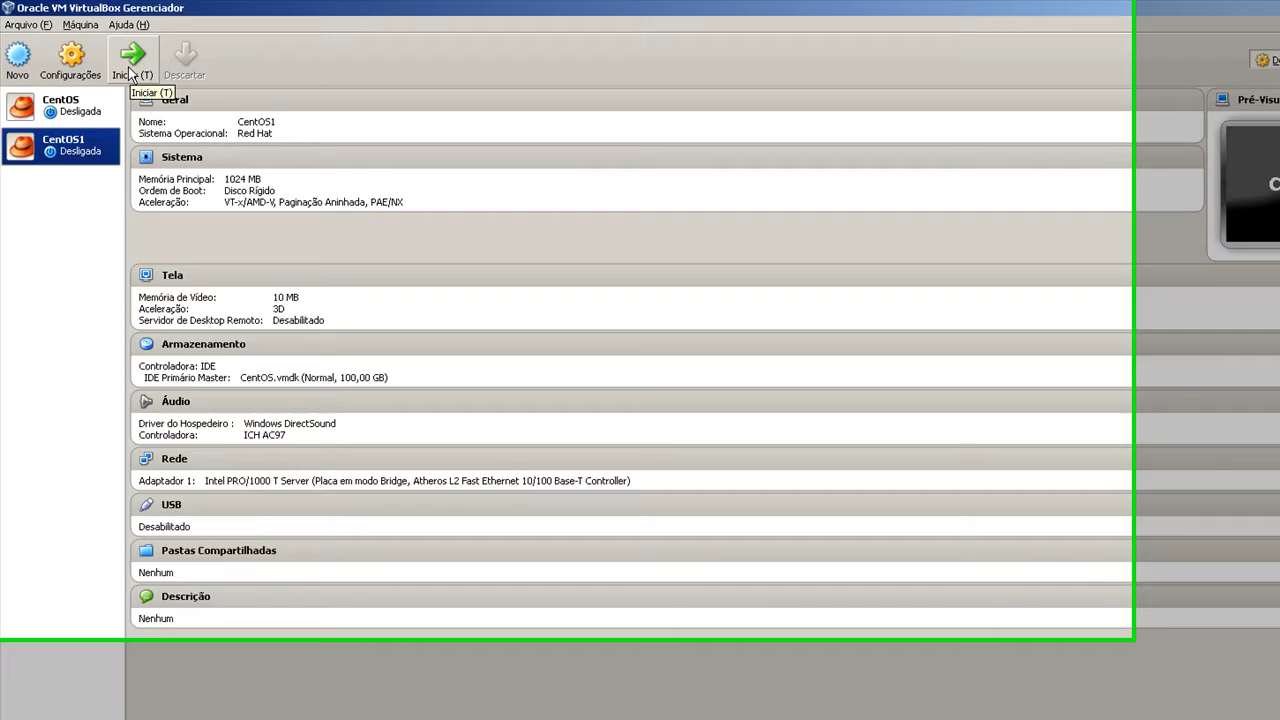 Oracle VM VirtualBox Gerenciador
Arquivo (F) Máquina Ajuda (H)
Novo Configurações Inic (T) Descartar
Iniciar (T)
CentOS
Desligada
CentOS1
Desligada
Geral
Nome: CentOS1
Sistema Operacional: Red Hat
Sistema
Memória Principal: 1024 MB
Ordem de Boot: Disco Rígido
Aceleração: VT-x/AMD-V, Paginação Aninhada, PAE/NX
Pré-Visu
Tela
Memória de Vídeo: 10 MB
Aceleração: 3D
Servidor de Desktop Remoto: Desabilitado
Armazenamento
Controladora: IDE
IDE Primário Master: CentOS.vmdk (Normal, 100,00 GB)
Áudio
Driver do Hospedeiro : Windows DirectSound
Controladora: ICH AC97
Rede
Adaptador 1: Intel PRO/1000 T Server (Placa em modo Bridge, Atheros L2 Fast Ethernet 10/100 Base-T Controller)
USB
Desabilitado
Pastas Compartilhadas
Nenhum
Descrição
Nenhum